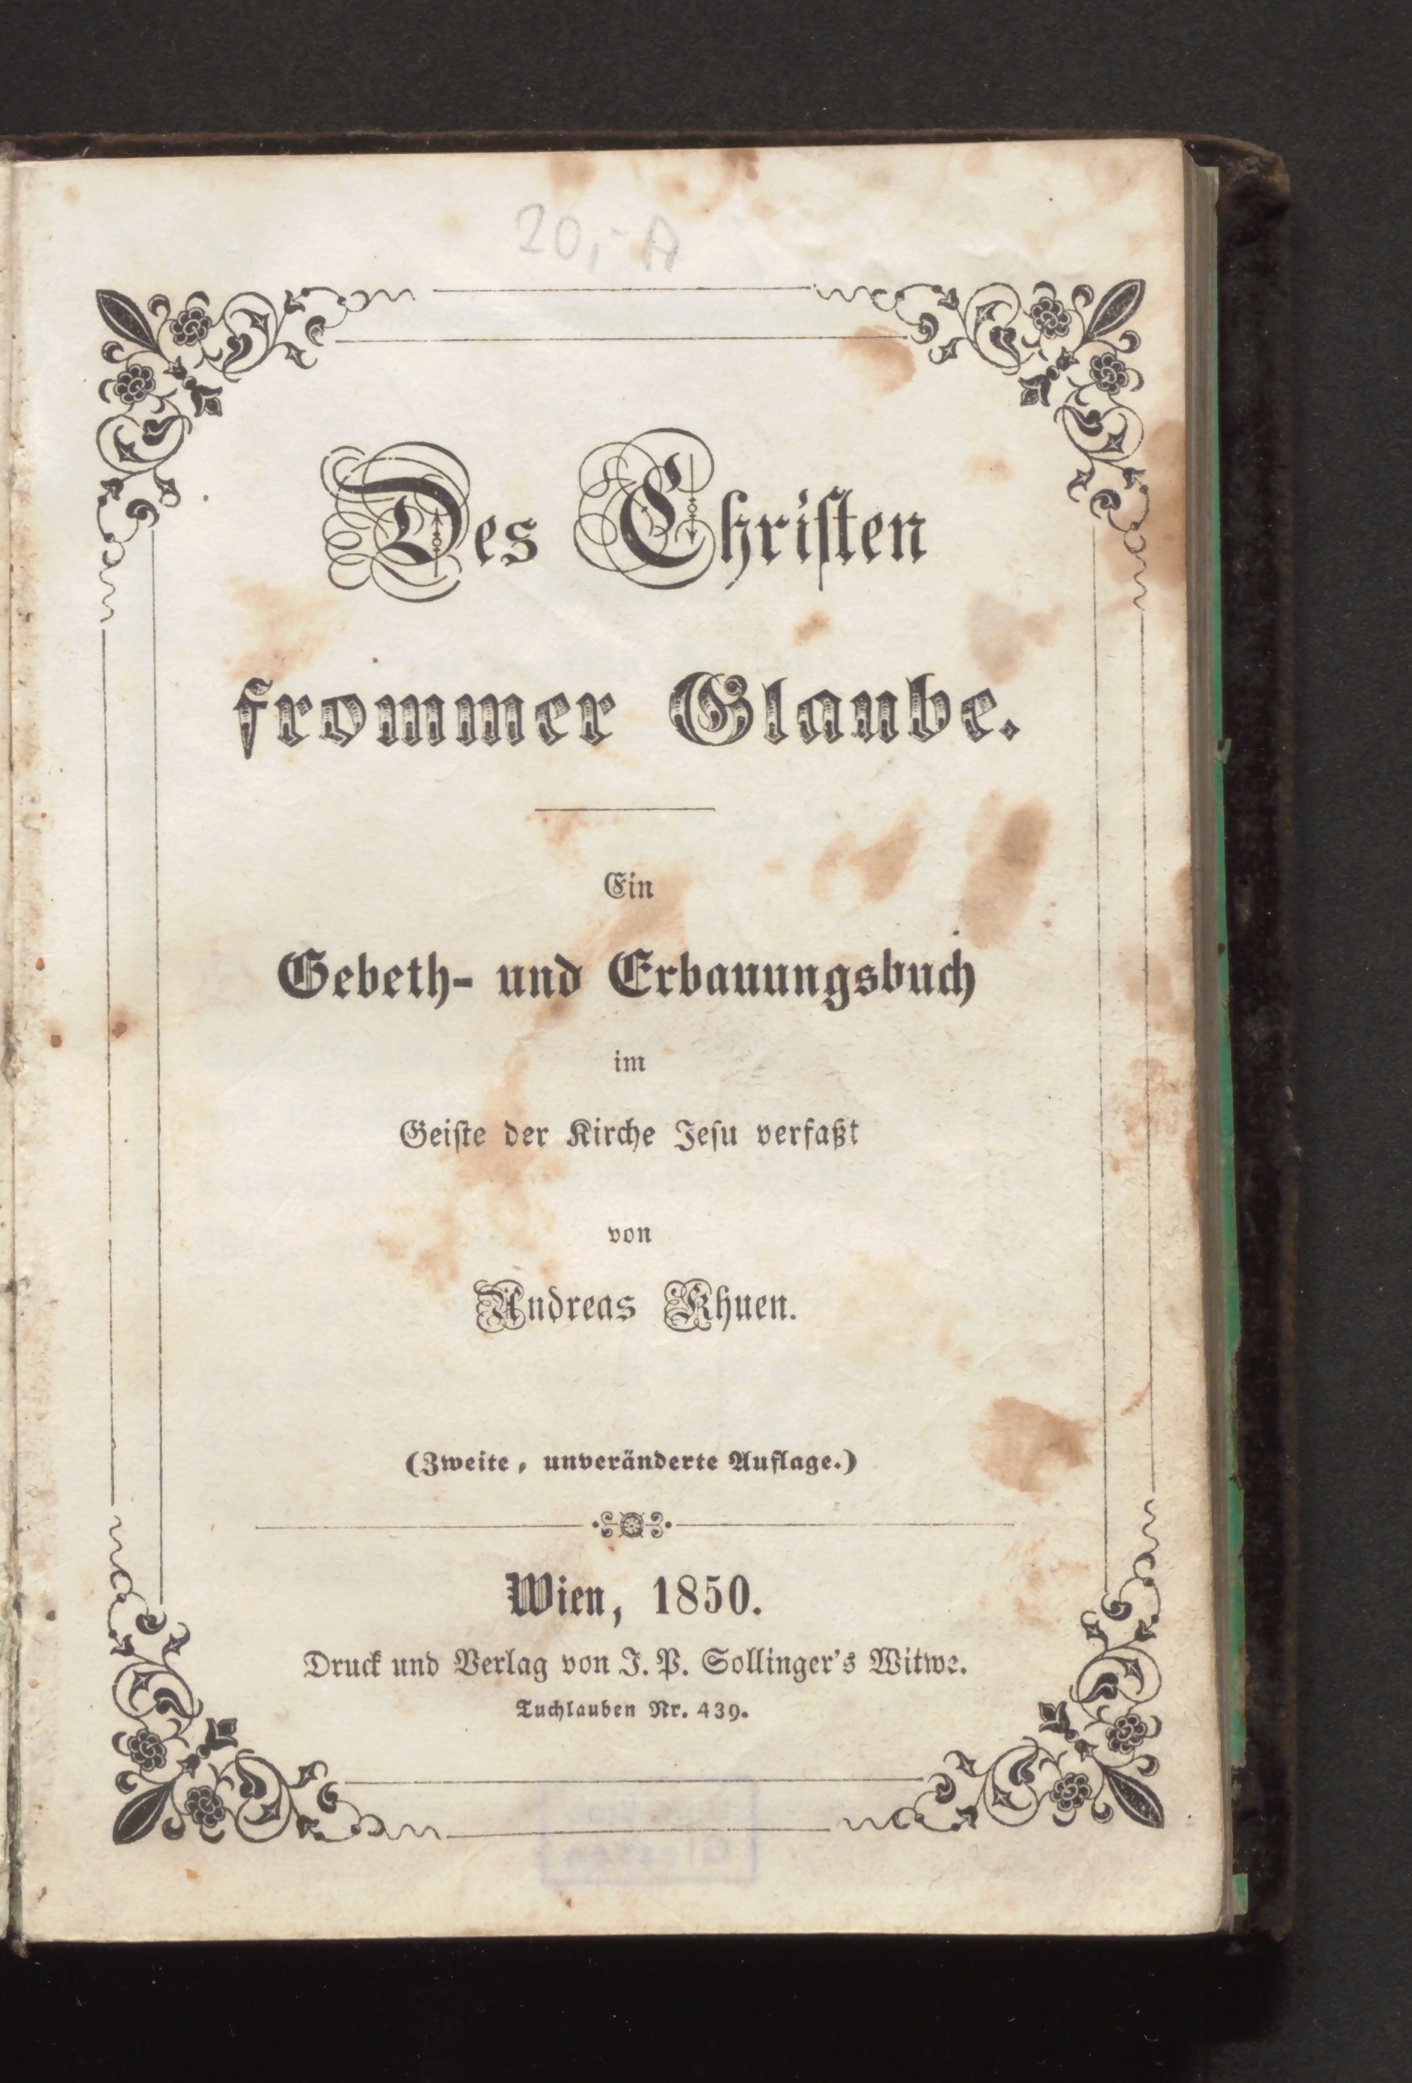 20,- A
Des Christen
frommer Glaube.
Ein
Gebeth- und Erbauungsbuch
im
Geiste der Kirche Jesu verfaßt
von
Andreas Khuen.
(Zweite, unveränderte Auflage.)
Wien, 1850.
Druck und Verlag von J. P. Sollinger's Witwe.
Tuchlauben Nr. 439.